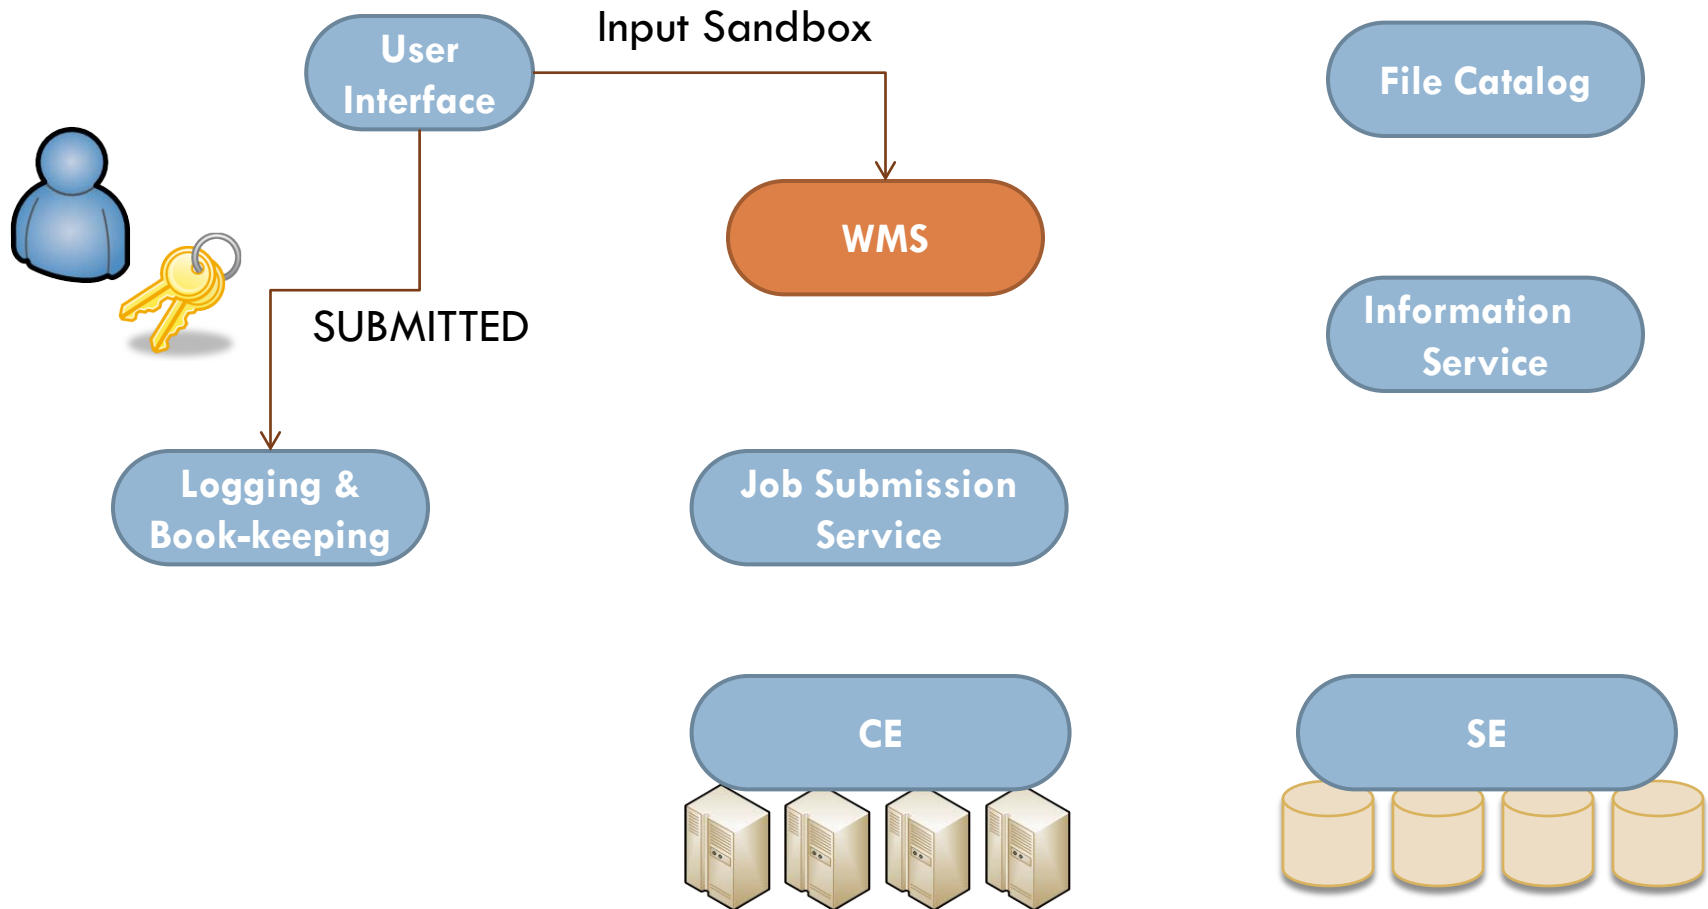 User
Interface
Input Sandbox
File Catalog
WMS
Information
Service
SUBMITTED
Logging &
Book-keeping
Job Submission
Service
CE
SE